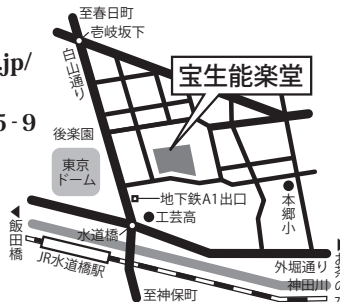 至春日町
壱岐坂下
.jp/
白山通り
宝生能楽堂
5-9
後楽園
東京
ドーム
地下鉄A1出口
工芸高
本郷小
飯田橋
水道橋
JR水道橋駅
外堀通り
神田川
お茶の
至神保町